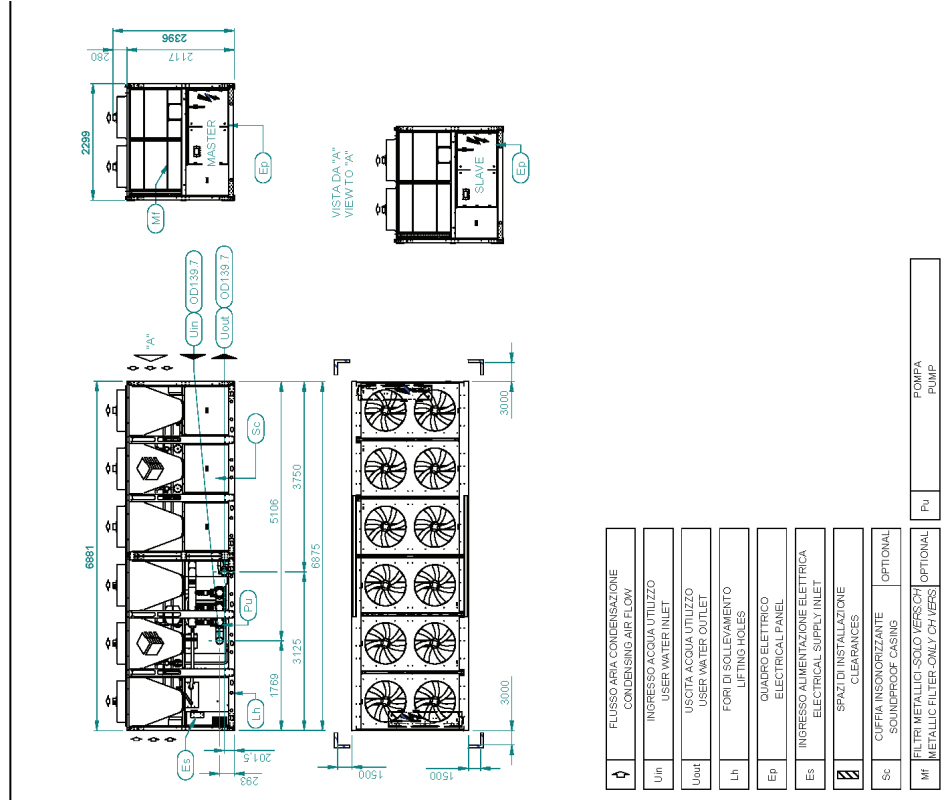 2396
2117
280
2299
MASTER
Ep
Mf
VISTA DA "A"
VIEW TO "A"
SLAVE
Ep
Uin
OD139.7
Uout
OD139.7
"A"
6881
Sc
3750
5106
6875
Pu
3125
1769
Lh
Es
201,5
293
3000
3000
1500
1500
FLUSSO ARIA CONDENSAZIONE
CONDENSING AIR FLOW
Uin
INGRESSO ACQUA UTILIZZO
USER WATER INLET
Uout
USCITA ACQUA UTILIZZO
USER WATER OUTLET
Lh
FORI DI SOLLEVAMENTO
LIFTING HOLES
Ep
QUADRO ELETTRICO
ELECTRICAL PANEL
Es
INGRESSO ALIMENTAZIONE ELETTRICA
ELECTRICAL SUPPLY INLET
SPAZI DI INSTALLAZIONE
CLEARANCES
Sc
CUFFIA INSONORIZZANTE
SOUNDPROOF CASING
OPTIONAL
Mf
FILTRI METALLICI -SOLO VERS.CH
METALLIC FILTER -ONLY CH VERS.
OPTIONAL
Pu
POMPA
PUMP